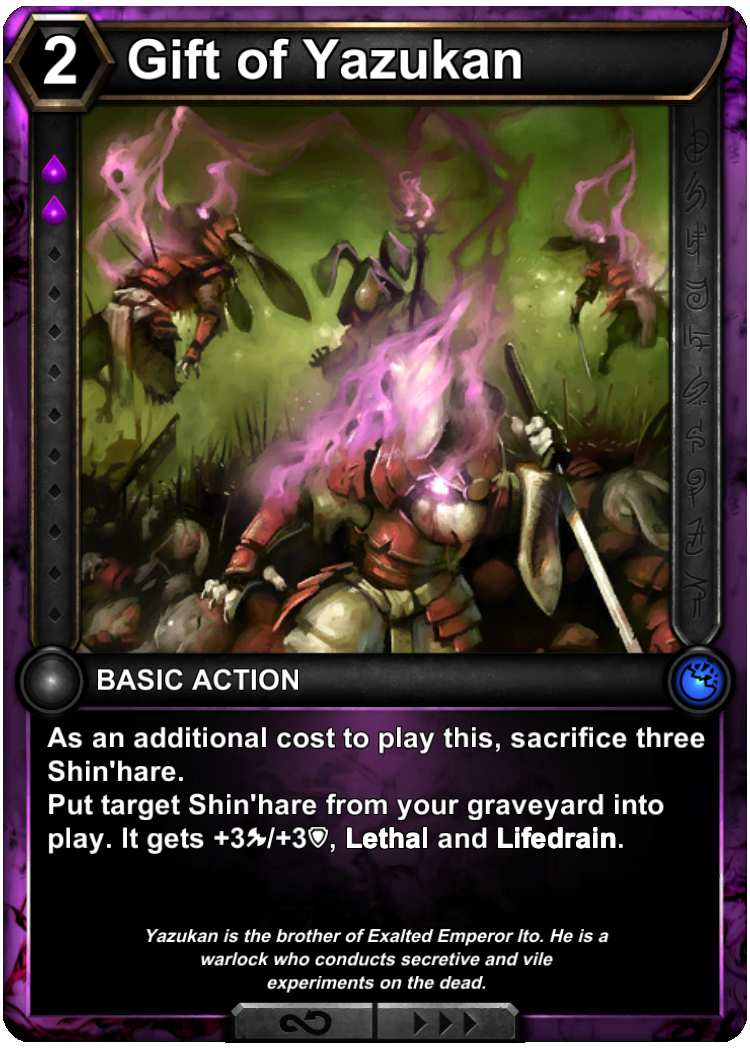 2 Gift of Yazukan
BASIC ACTION
As an additional cost to play this, sacrifice three
Shin'hare.
Put target Shin'hare from your graveyard into
play. It gets +3/+3, Lethal and Lifedrain.
Yazukan is the brother of Exalted Emperor Ito. He is a
warlock who conducts secretive and vile
experiments on the dead.